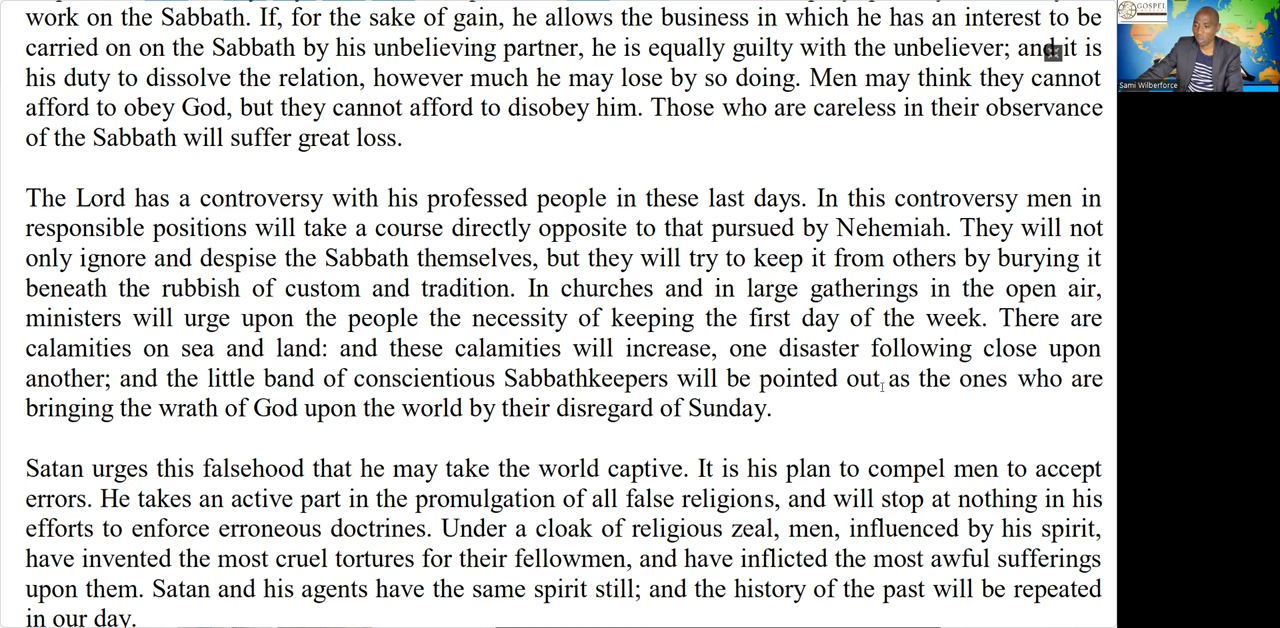 work on the Sabbath. If, for the sake of gain, he allows the business in which he has an interest to be
carried on on the Sabbath by his unbelieving partner, he is equally guilty with the unbeliever; and it is
his duty to dissolve the relation, however much he may lose by so doing. Men may think they cannot
afford to obey God, but they cannot afford to disobey him. Those who are careless in their observance
of the Sabbath will suffer great loss.
The Lord has a controversy with his professed people in these last days. In this controversy men in
responsible positions will take a course directly opposite to that pursued by Nehemiah. They will not
only ignore and despise the Sabbath themselves, but they will try to keep it from others by burying it
beneath the rubbish of custom and tradition. In churches and in large gatherings in the open air,
ministers will urge upon the people the necessity of keeping the first day of the week. There are
calamities on sea and land: and these calamities will increase, one disaster following close upon
another; and the little band of conscientious Sabbathkeepers will be pointed out as the ones who are
bringing the wrath of God upon the world by their disregard of Sunday.
Satan urges this falsehood that he may take the world captive. It is his plan to compel men to accept
errors. He takes an active part in the promulgation of all false religions, and will stop at nothing in his
efforts to enforce erroneous doctrines. Under a cloak of religious zeal, men, influenced by his spirit,
have invented the most cruel tortures for their fellowmen, and have inflicted the most awful sufferings
upon them. Satan and his agents have the same spirit still; and the history of the past will be repeated
in our day.
GOSPEL
Sami Wilberforce